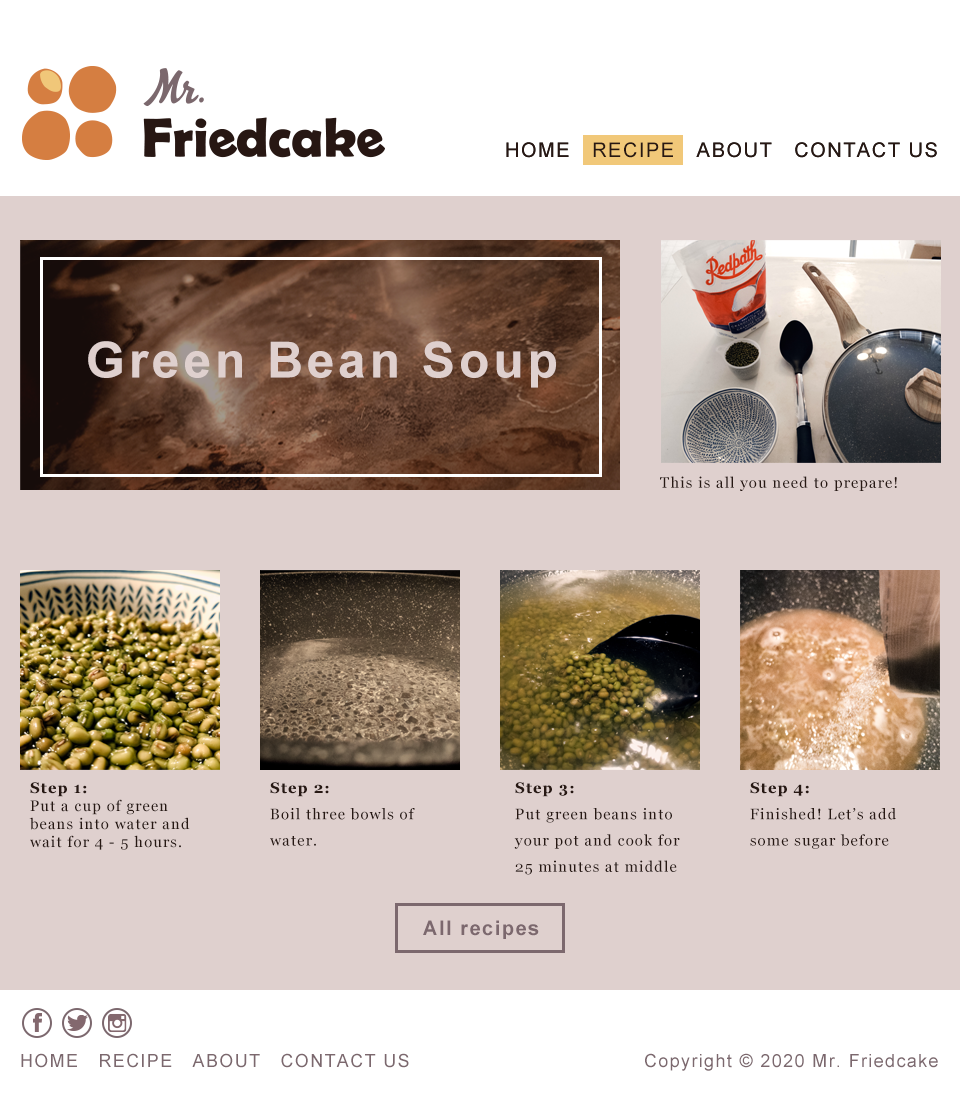 Mr.
Friedcake
HOME RECIPE ABOUT CONTACT US
Green Bean Soup
Redpath
This is all you need to prepare!
Step 1:
Put a cup of green
beans into water and
wait for 4 - 5 hours.
Step 2:
Boil three bowls of
water.
Step 3:
Put green beans into
your pot and cook for
25 minutes at middle
Step 4:
Finished! Let's add
some sugar before
All recipes
HOME RECIPE ABOUT CONTACT US
Copyright © 2020 Mr. Friedcake